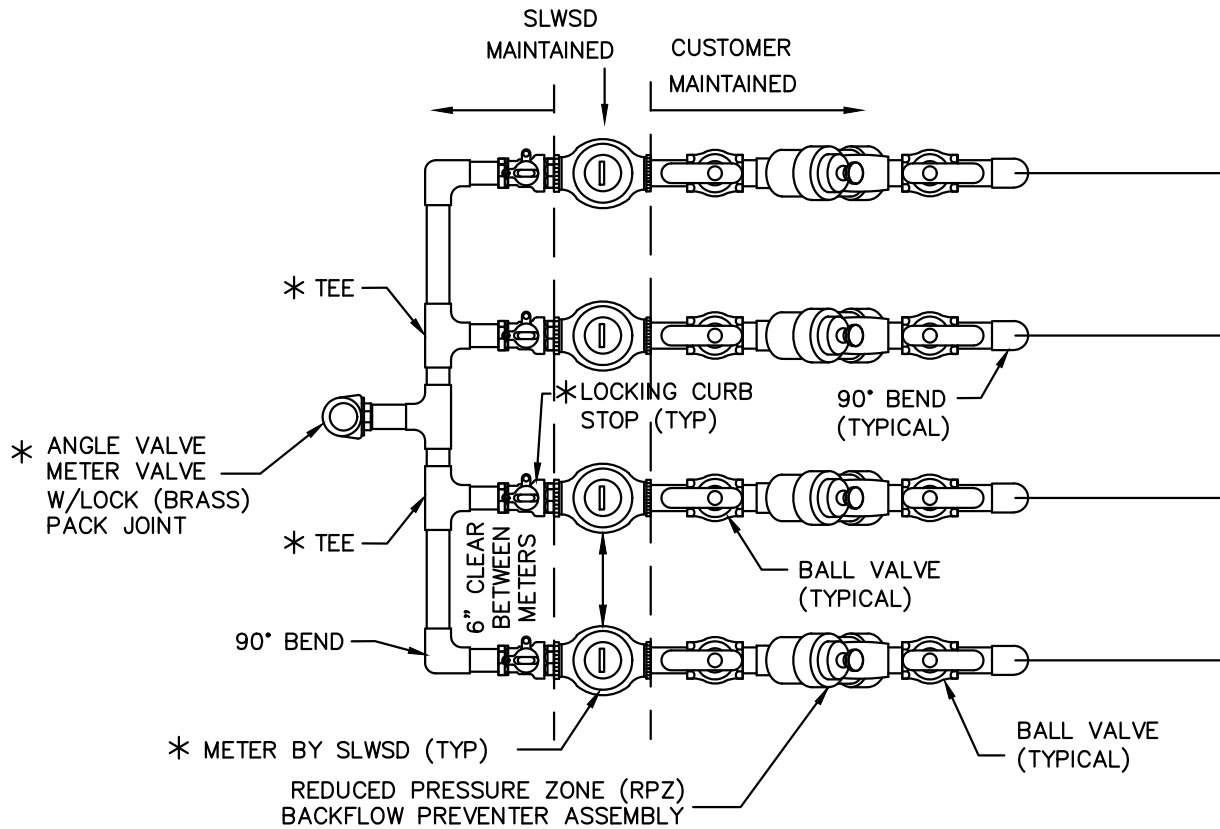 SLWSD
MAINTAINED
CUSTOMER
MAINTAINED
* TEE
* LOCKING CURB
STOP (TYP)
90° BEND
(TYPICAL)
* ANGLE VALVE
METER VALVE
W/LOCK (BRASS)
PACK JOINT
* TEE
6" CLEAR
BETWEEN
METERS
BALL VALVE
(TYPICAL)
90° BEND
* METER BY SLWSD (TYP)
BALL VALVE
(TYPICAL)
REDUCED PRESSURE ZONE (RPZ)
BACKFLOW PREVENTER ASSEMBLY